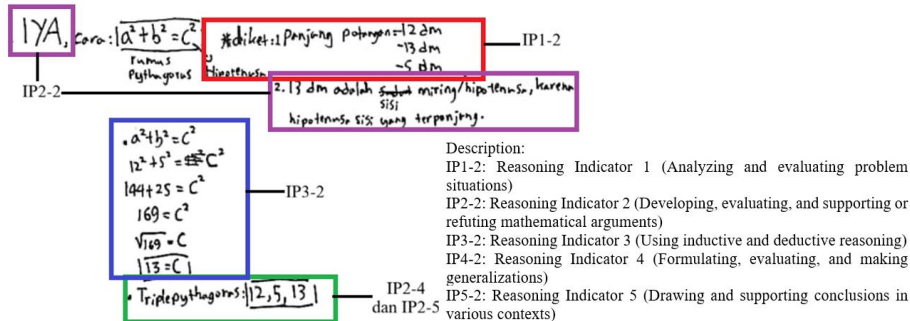 IYA, cara: a²+b²=c²
rumus
Pythagoras
Hipotenusa
*diket: 1 Panjang potongan=12 dm
-13 dm
-5 dm
IP1-2
IP2-2
2. 13 dm adalah sisi miring/hipotenusa, karena
hipotenusa sisi yang terpanjang.
• a²+b²=c²
12²+5²=C²
144+25=C²
169=C²
√169=C
13=C
IP3-2
• Triplepythagoras: 12,5,13
IP2-4
dan IP2-5
Description:
IP1-2: Reasoning Indicator 1 (Analyzing and evaluating problem
situations)
IP2-2: Reasoning Indicator 2 (Developing, evaluating, and supporting or
refuting mathematical arguments)
IP3-2: Reasoning Indicator 3 (Using inductive and deductive reasoning)
IP4-2: Reasoning Indicator 4 (Formulating, evaluating, and making
generalizations)
IP5-2: Reasoning Indicator 5 (Drawing and supporting conclusions in
various contexts)